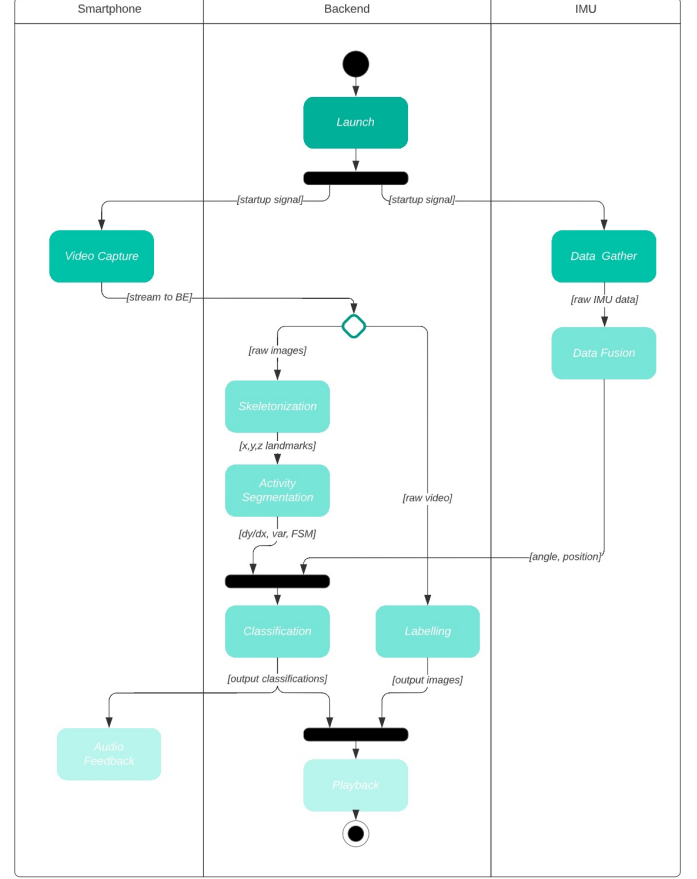 Smartphone
Backend
IMU
Launch
[startup signal]
[startup signal]
Video Capture
Data Gather
[stream to BE]
[raw IMU data]
Data Fusion
[raw images]
Skeletonization
[x,y,z landmarks]
Activity
Segmentation
[raw video]
[dy/dx, var, FSM]
[angle, position]
Classification
Labelling
[output classifications]
[output images]
Audio
Feedback
Playback